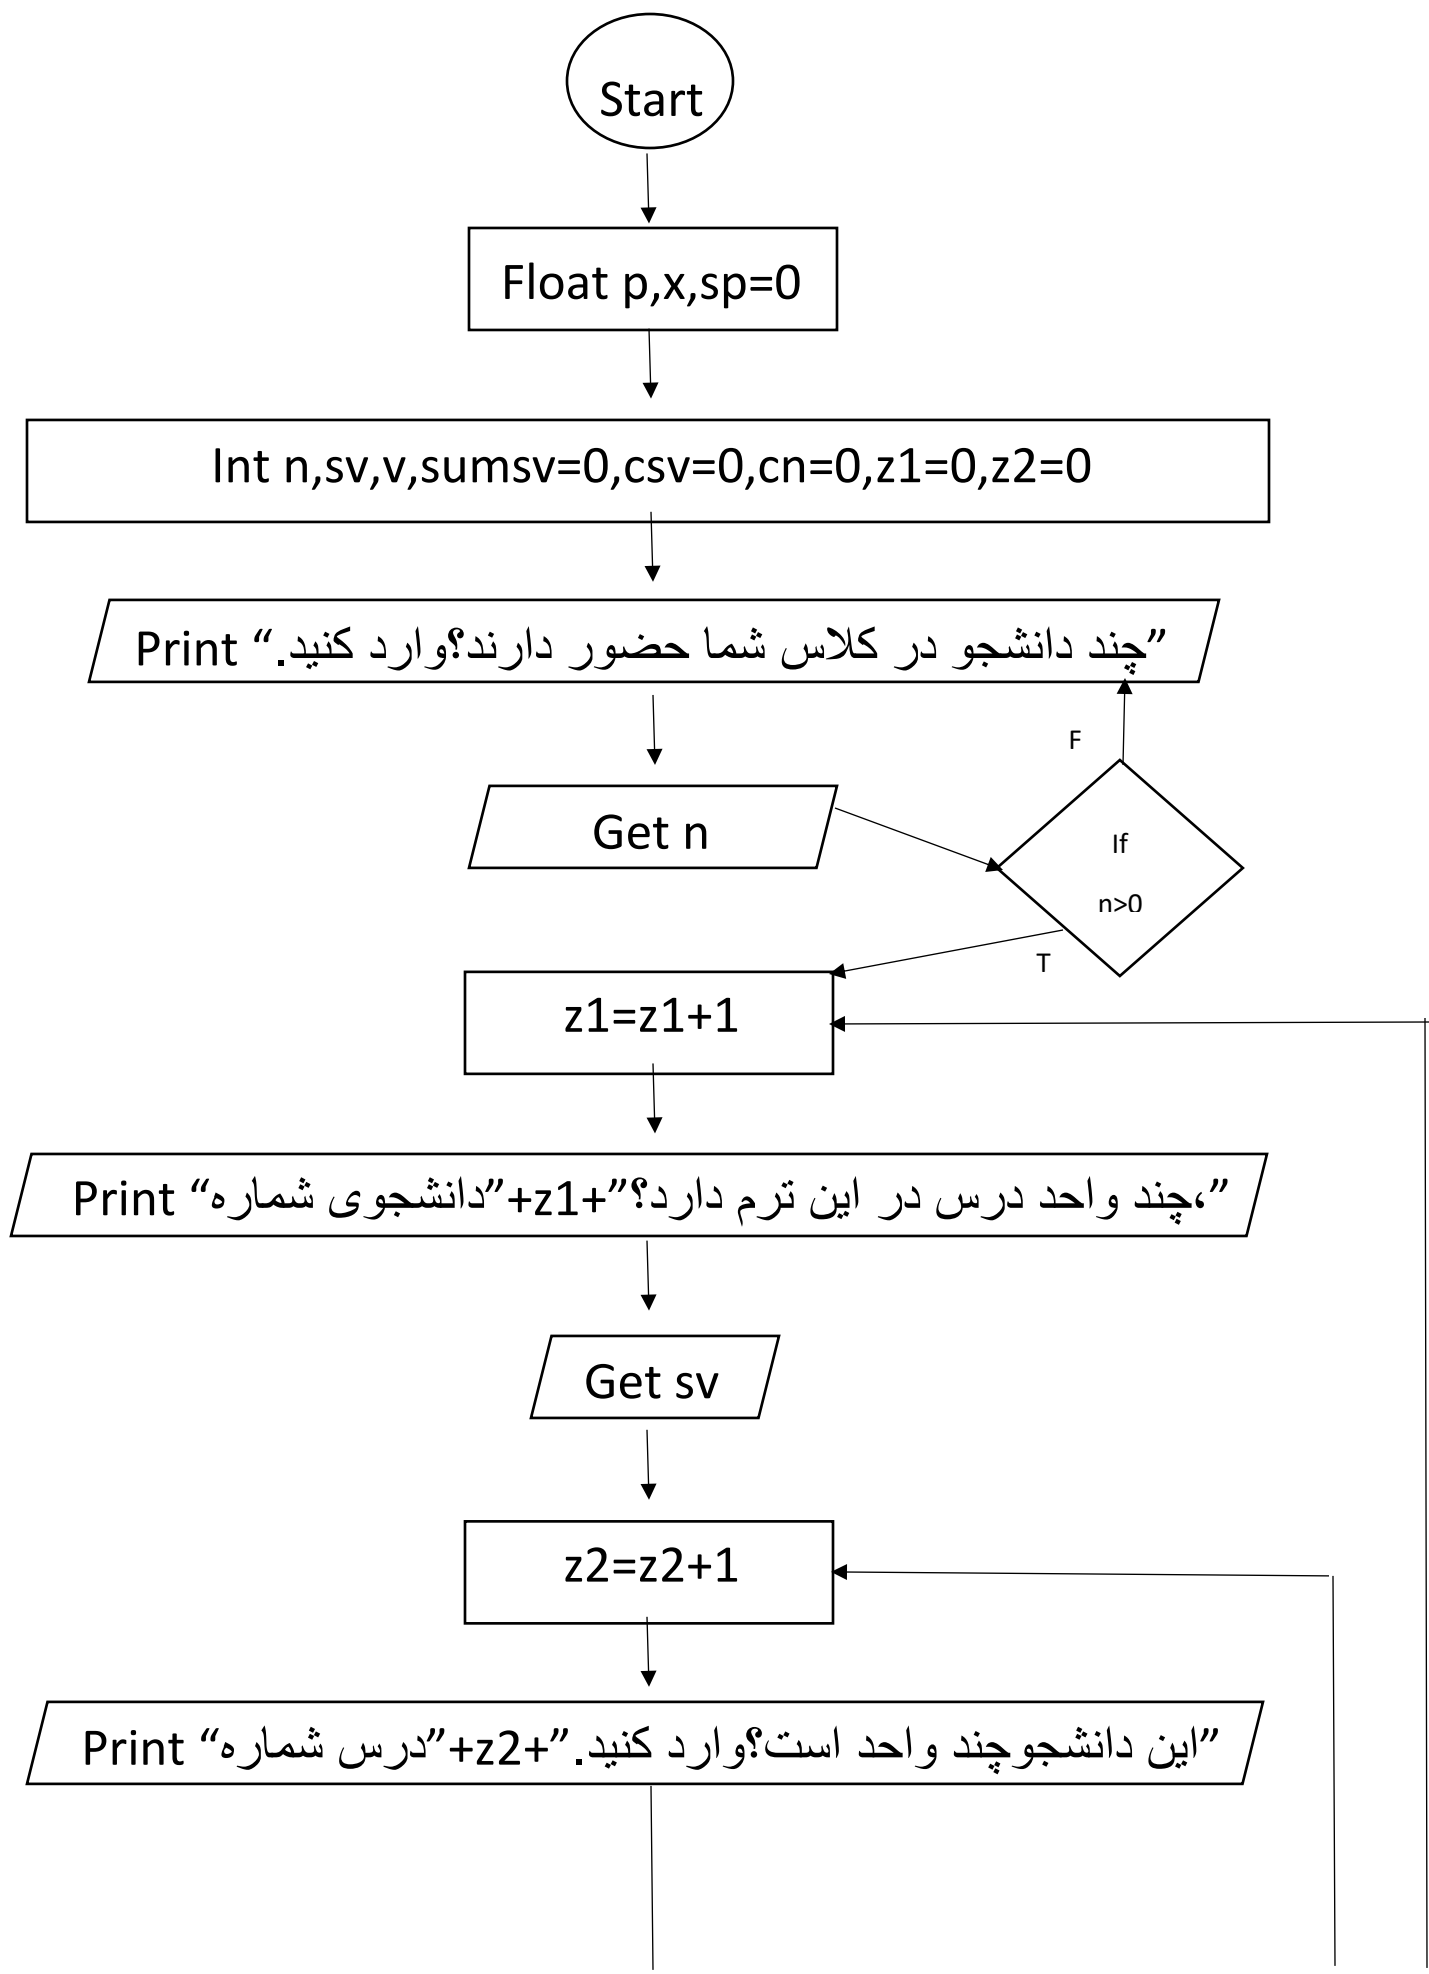 Start
Float p,x,sp=0
Int n,sv,v,sumsv=0,csv=0,cn=0,z1=0,z2=0
Print “چند دانشجو در کلاس شما حضور دارند؟وارد کنید.”
F
Get n
If
n>0
T
z1=z1+1
Print “دانشجوی شماره”+z1+”،چند واحد درس در این ترم دارد؟”
Get sv
z2=z2+1
Print “درس شماره”+z2+”این دانشجوچند واحد است؟وارد کنید.”